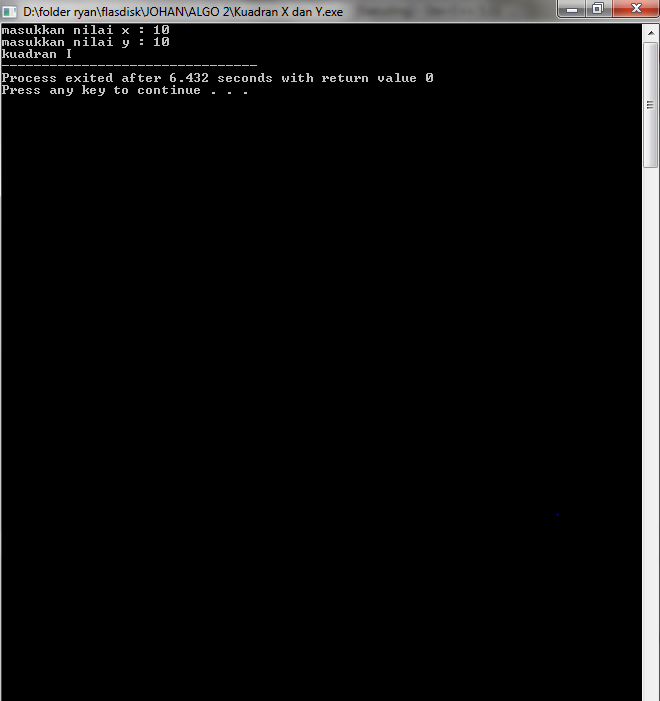 D:\folder ryan\flasdisk\JOHAN\ALGO 2\Kuadran X dan Y.exe
masukkan nilai x : 10
masukkan nilai y : 10
kuadran I
--------------------------------
Process exited after 6.432 seconds with return value 0
Press any key to continue . . .